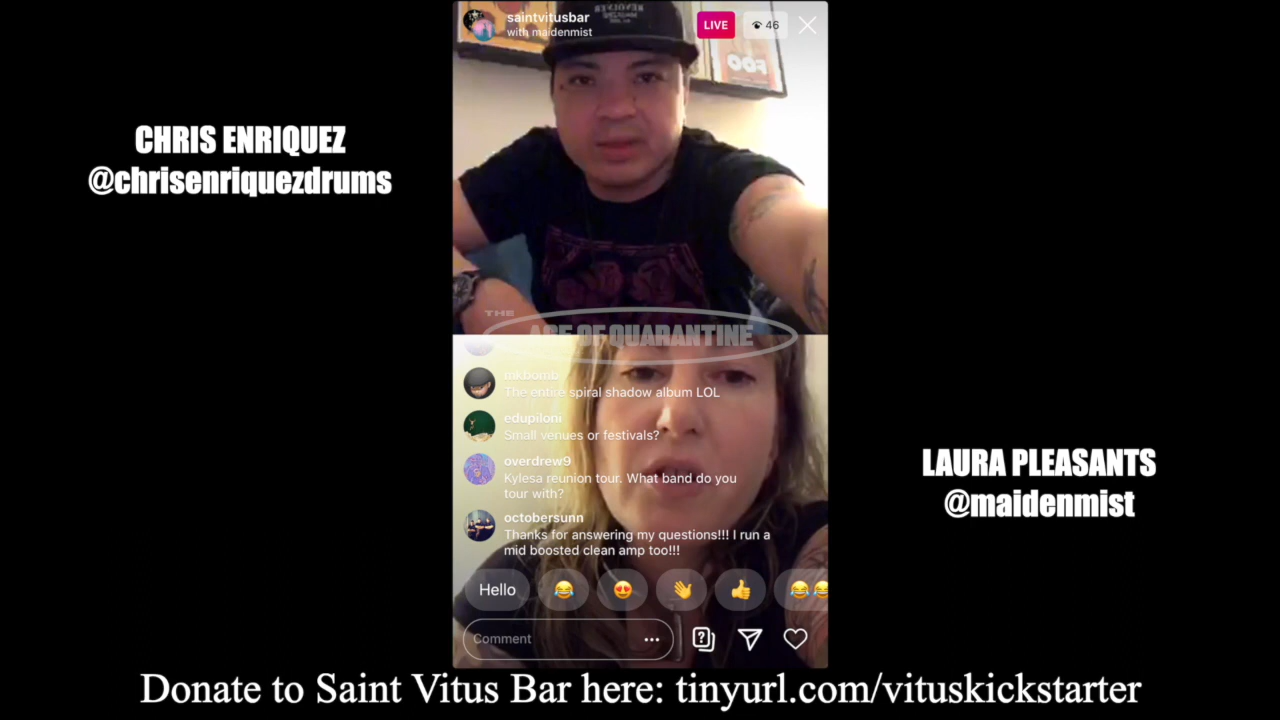 saintvitusbar
with maidenmist
LIVE
46
REVOLVER
FOO
CHRIS ENRIQUEZ
@chrisenriquezdrums
THE
AGE OF QUARANTINE
mkbomb
The entire spiral shadow album LOL
edupiloni
Small venues or festivals?
overdrew9
Kylesa reunion tour. What band do you
tour with?
octobersunn
Thanks for answering my questions!!! I run a
mid boosted clean amp too!!!
LAURA PLEASANTS
@maidenmist
Hello
Comment
Donate to Saint Vitus Bar here: tinyurl.com/vituskickstarter